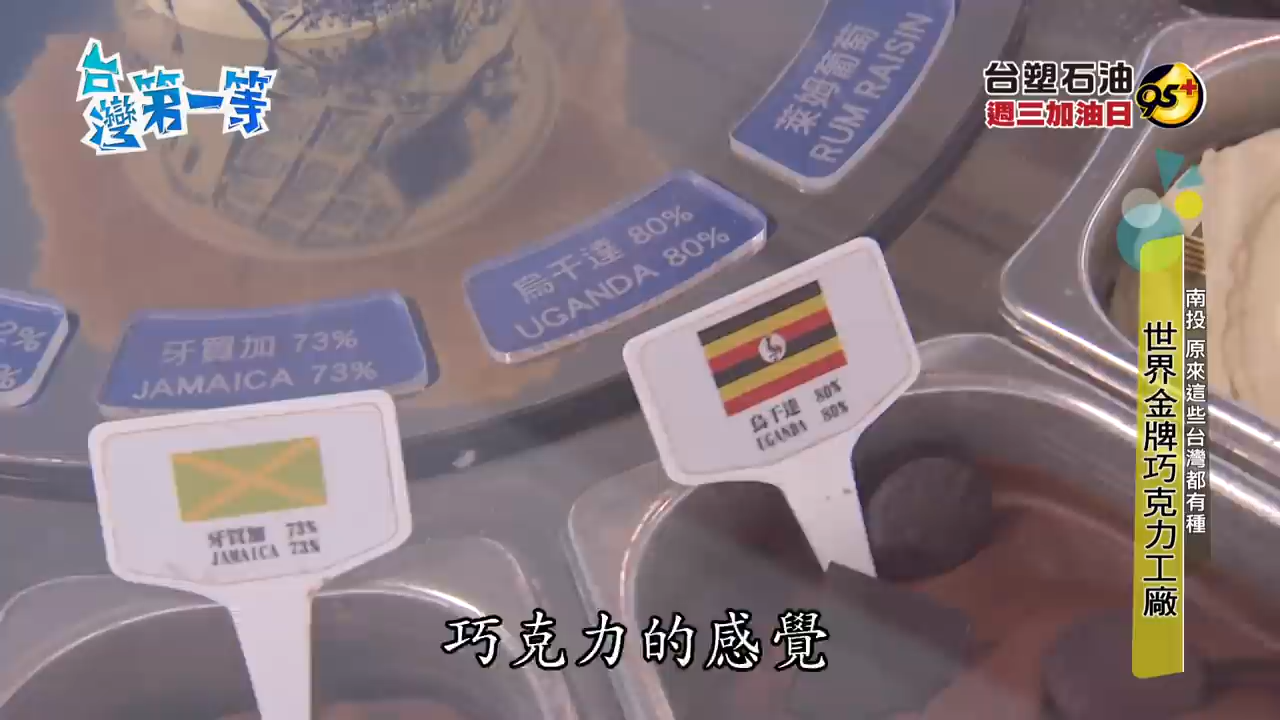 台灣第一等
台塑石油
週三加油日
95+
萊姆葡萄
RUM RAISIN
烏干達 80%
UGANDA 80%
牙買加 73%
JAMAICA 73%
2%
%
烏干達 80%
UGANDA 80%
牙買加 73%
JAMAICA 73%
南投 原來這些台灣都有種
世界金牌巧克力工廠
巧克力的感覺